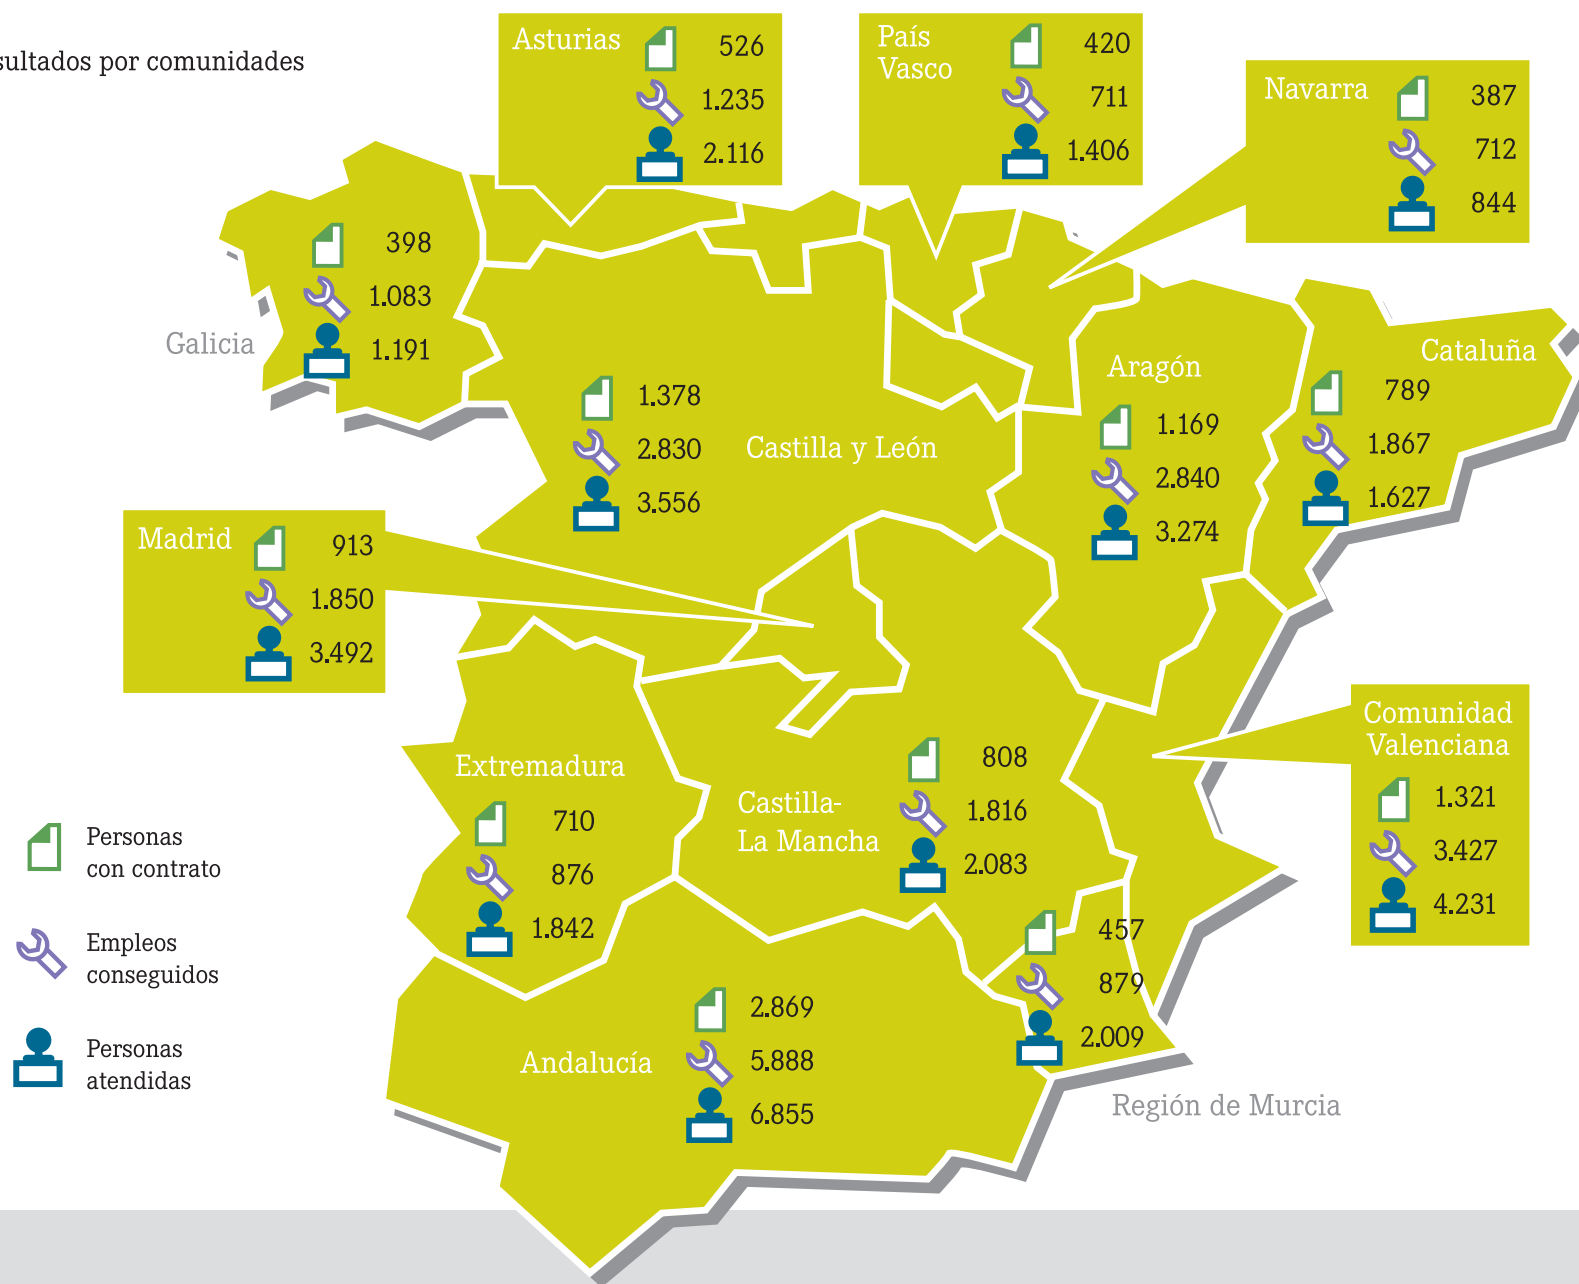 sultados por comunidades
Asturias
526
1.235
2.116
País
Vasco
420
711
1.406
Navarra
387
712
844
398
1.083
1.191
Galicia
1.378
2.830
3.556
Castilla y León
Aragón
1.169
2.840
3.274
Cataluña
789
1.867
1.627
Madrid
913
1.850
3.492
Extremadura
710
876
1.842
Castilla-
La Mancha
808
1.816
2.083
Comunidad
Valenciana
1.321
3.427
4.231
457
879
2.009
Región de Murcia
Andalucía
2.869
5.888
6.855
Personas
con contrato
Empleos
conseguidos
Personas
atendidas